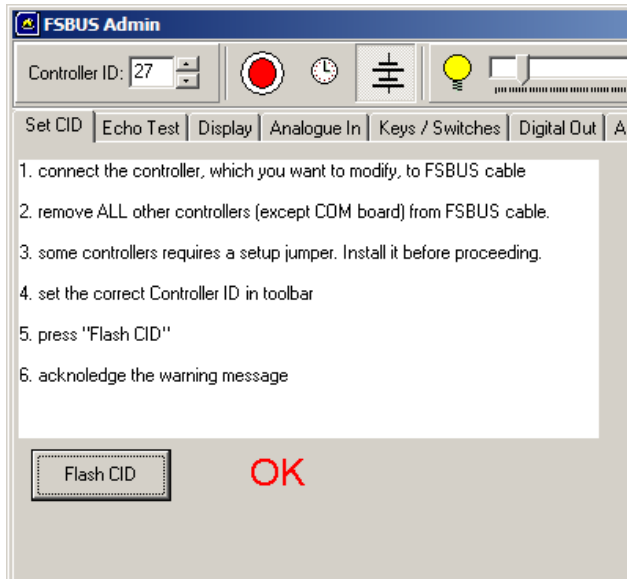 FSBUS Admin
Controller ID: 27
Set CID Echo Test Display Analogue In Keys / Switches Digital Out A
1. connect the controller, which you want to modify, to FSBUS cable
2. remove ALL other controllers (except COM board) from FSBUS cable.
3. some controllers requires a setup jumper. Install it before proceeding.
4. set the correct Controller ID in toolbar
5. press "Flash CID"
6. acknoledge the warning message
Flash CID OK